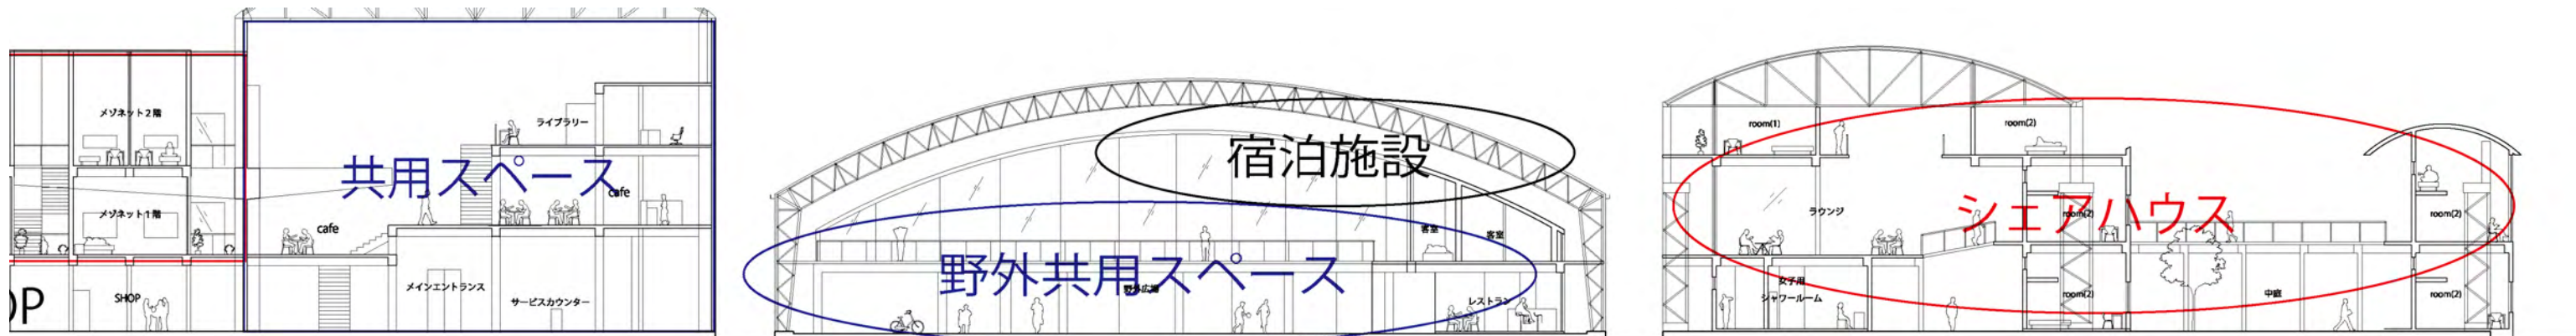 メゾネット2階
メゾネット1階
OP
SHOP
共用スペース
ライブラリー
cafe
cafe
メインエントランス
サービスカウンター
宿泊施設
野外共用スペース
野外広場
客室
客室
レストラン
シェアハウス
room(1)
room(2)
ラウンジ
room(2)
room(2)
女子用
シャワールーム
room(2)
中庭
room(2)